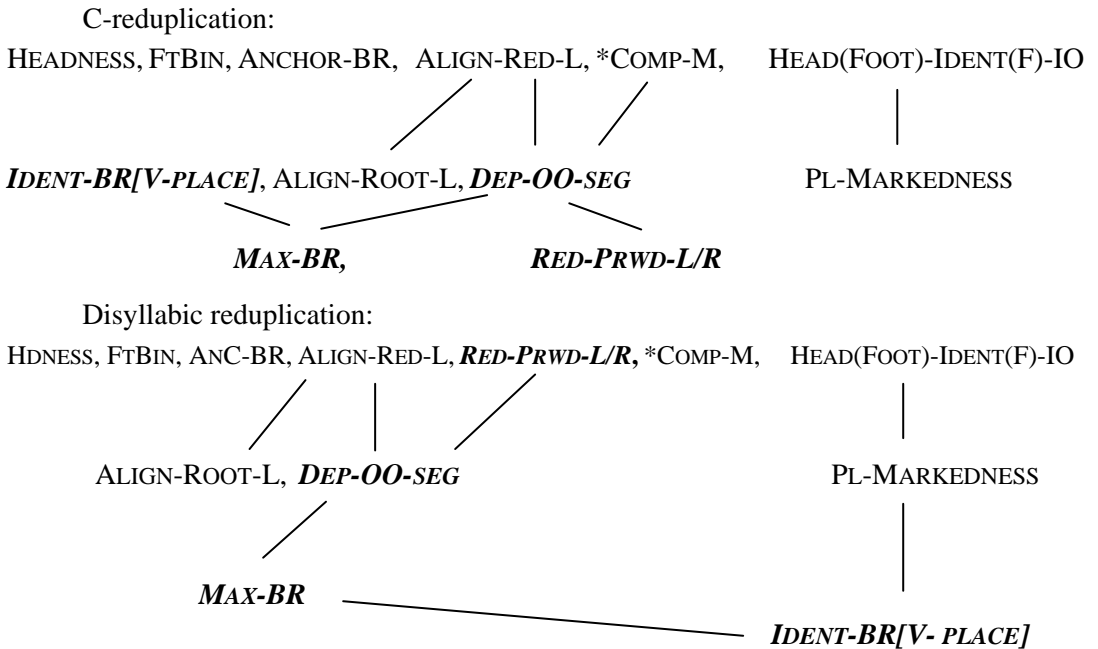 C-reduplication:
HEADNESS, FTBIN, ANCHOR-BR, ALIGN-RED-L, *COMP-M, HEAD(FOOT)-IDENT(F)-IO
IDENT-BR[V-PLACE], ALIGN-ROOT-L, DEP-OO-SEG PL-MARKEDNESS
MAX-BR, RED-PRWD-L/R
Disyllabic reduplication:
HDNESS, FTBIN, ANC-BR, ALIGN-RED-L, RED-PRWD-L/R, *COMP-M, HEAD(FOOT)-IDENT(F)-IO
ALIGN-ROOT-L, DEP-OO-SEG PL-MARKEDNESS
MAX-BR
IDENT-BR[V- PLACE]